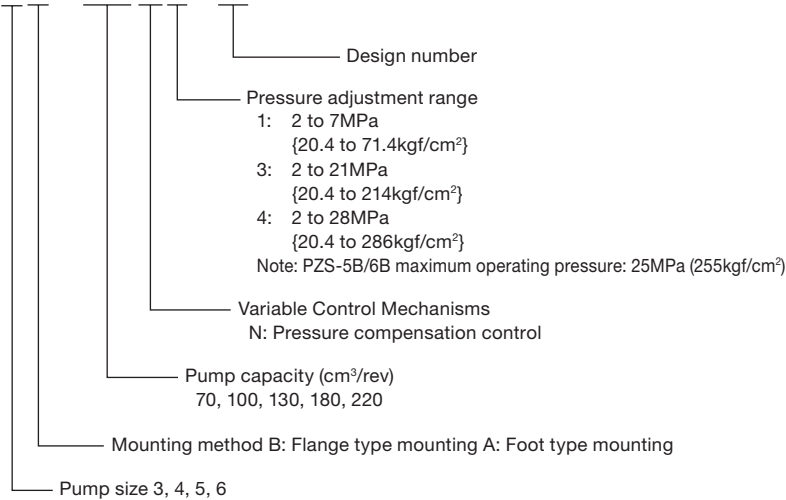 Design number
Pressure adjustment range
1: 2 to 7MPa
{20.4 to 71.4kgf/cm²}
3: 2 to 21MPa
{20.4 to 214kgf/cm²}
4: 2 to 28MPa
{20.4 to 286kgf/cm²}
Note: PZS-5B/6B maximum operating pressure: 25MPa (255kgf/cm²)
Variable Control Mechanisms
N: Pressure compensation control
Pump capacity (cm³/rev)
70, 100, 130, 180, 220
Mounting method B: Flange type mounting A: Foot type mounting
Pump size 3, 4, 5, 6